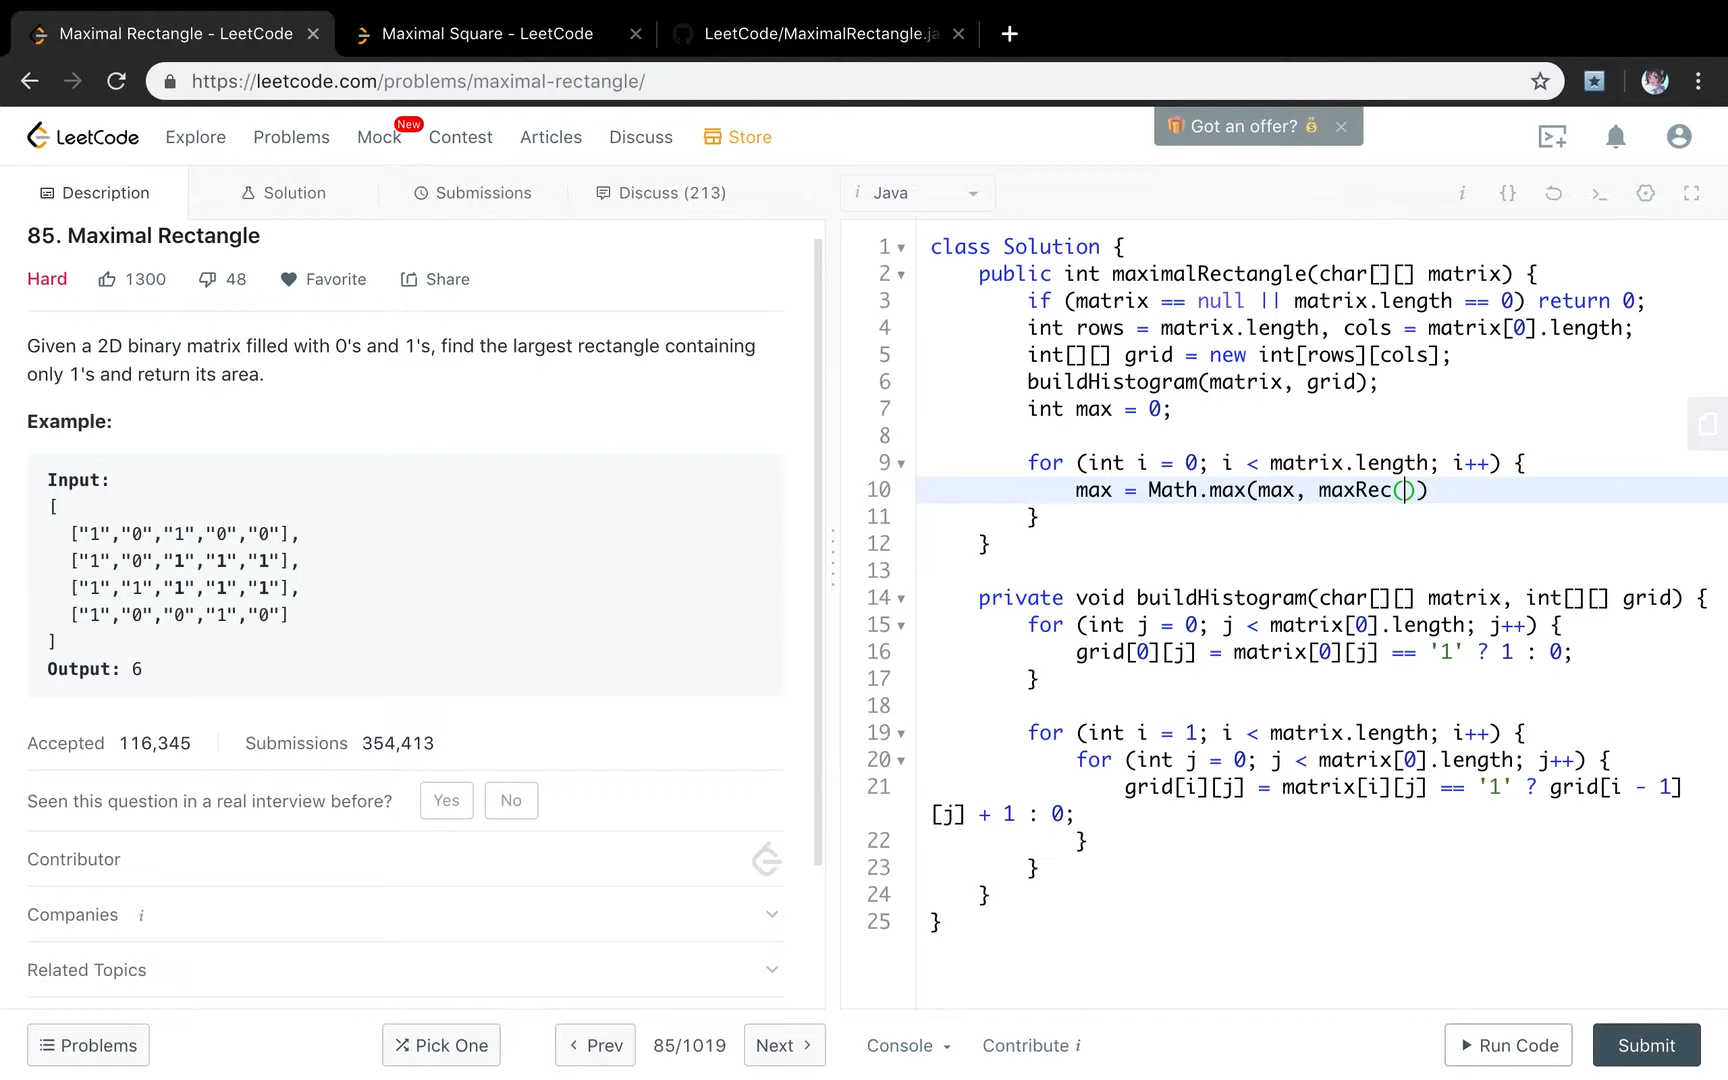 Maximal Rectangle - LeetCode
Maximal Square - LeetCode
LeetCode/MaximalRectangle.ja
https://leetcode.com/problems/maximal-rectangle/
LeetCode
Explore
Problems
Mock
New
Contest
Articles
Discuss
Store
Got an offer?
Description
Solution
Submissions
Discuss (213)
i Java
85. Maximal Rectangle
Hard
1300
48
Favorite
Share
Given a 2D binary matrix filled with 0's and 1's, find the largest rectangle containing
only 1's and return its area.
Example:
Input:
[
["1","0","1","0","0"],
["1","0","1","1","1"],
["1","1","1","1","1"],
["1","0","0","1","0"]
]
Output: 6
Accepted 116,345
Submissions 354,413
Seen this question in a real interview before?
Yes
No
Contributor
Companies i
Related Topics
Problems
Pick One
Prev
85/1019
Next
i {}
1 class Solution {
2 public int maximalRectangle(char[][] matrix) {
3 if (matrix == null || matrix.length == 0) return 0;
4 int rows = matrix.length, cols = matrix[0].length;
5 int[][] grid = new int[rows][cols];
6 buildHistogram(matrix, grid);
7 int max = 0;
8
9 for (int i = 0; i < matrix.length; i++) {
10 max = Math.max(max, maxRec())
11 }
12 }
13
14 private void buildHistogram(char[][] matrix, int[][] grid) {
15 for (int j = 0; j < matrix[0].length; j++) {
16 grid[0][j] = matrix[0][j] == '1' ? 1 : 0;
17 }
18
19 for (int i = 1; i < matrix.length; i++) {
20 for (int j = 0; j < matrix[0].length; j++) {
21 grid[i][j] = matrix[i][j] == '1' ? grid[i - 1]
[j] + 1 : 0;
22 }
23 }
24 }
25 }
Console
Contribute i
Run Code
Submit